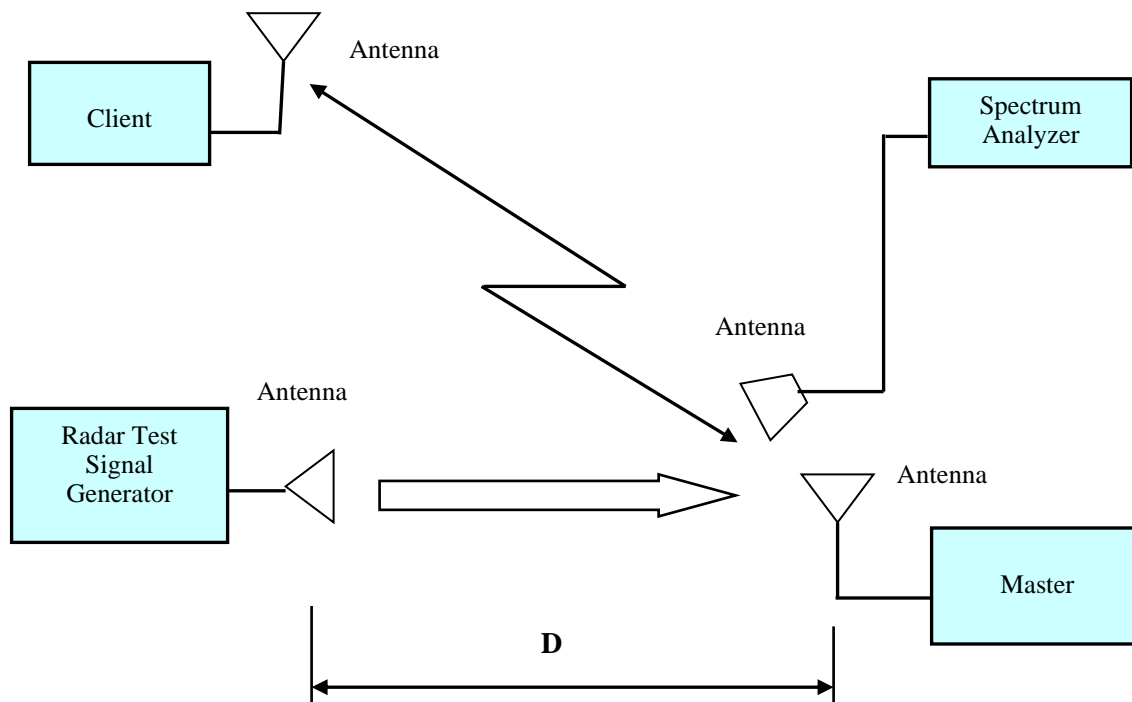 Antenna
Client
Spectrum
Analyzer
Antenna
Antenna
Radar Test
Signal
Generator
Antenna
Master
D